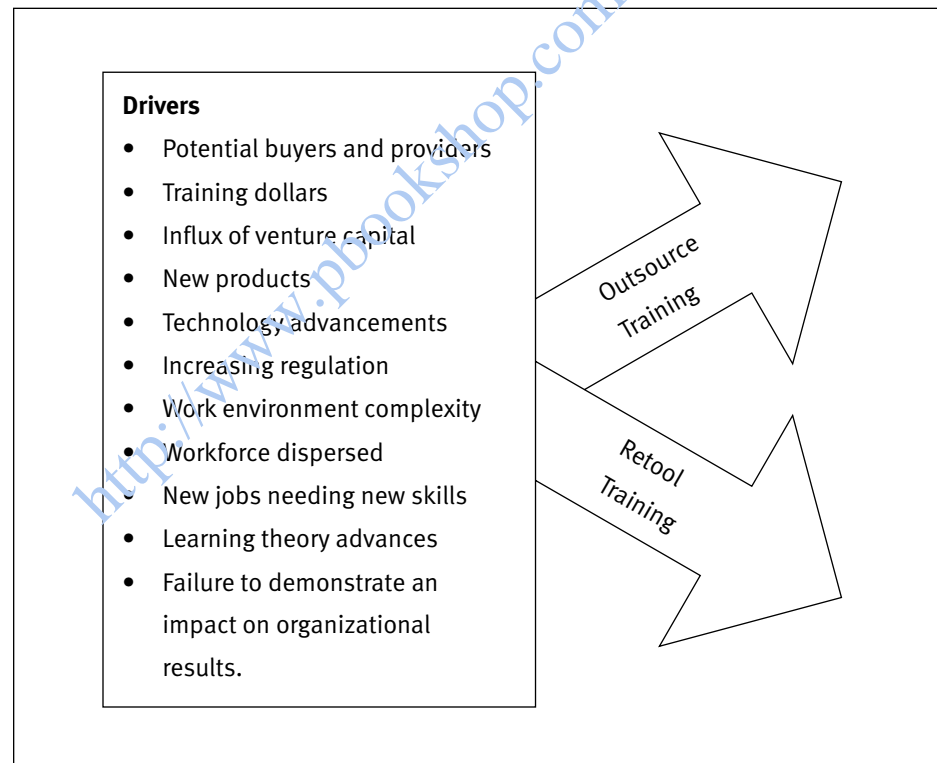 Drivers
• Potential buyers and providers
• Training dollars
• Influx of venture capital
• New products
• Technology advancements
• Increasing regulation
• Work environment complexity
• Workforce dispersed
• New jobs needing new skills
• Learning theory advances
• Failure to demonstrate an
impact on organizational
results.
Outsource
Training
Retool
Training
http://www.pbookshop.com